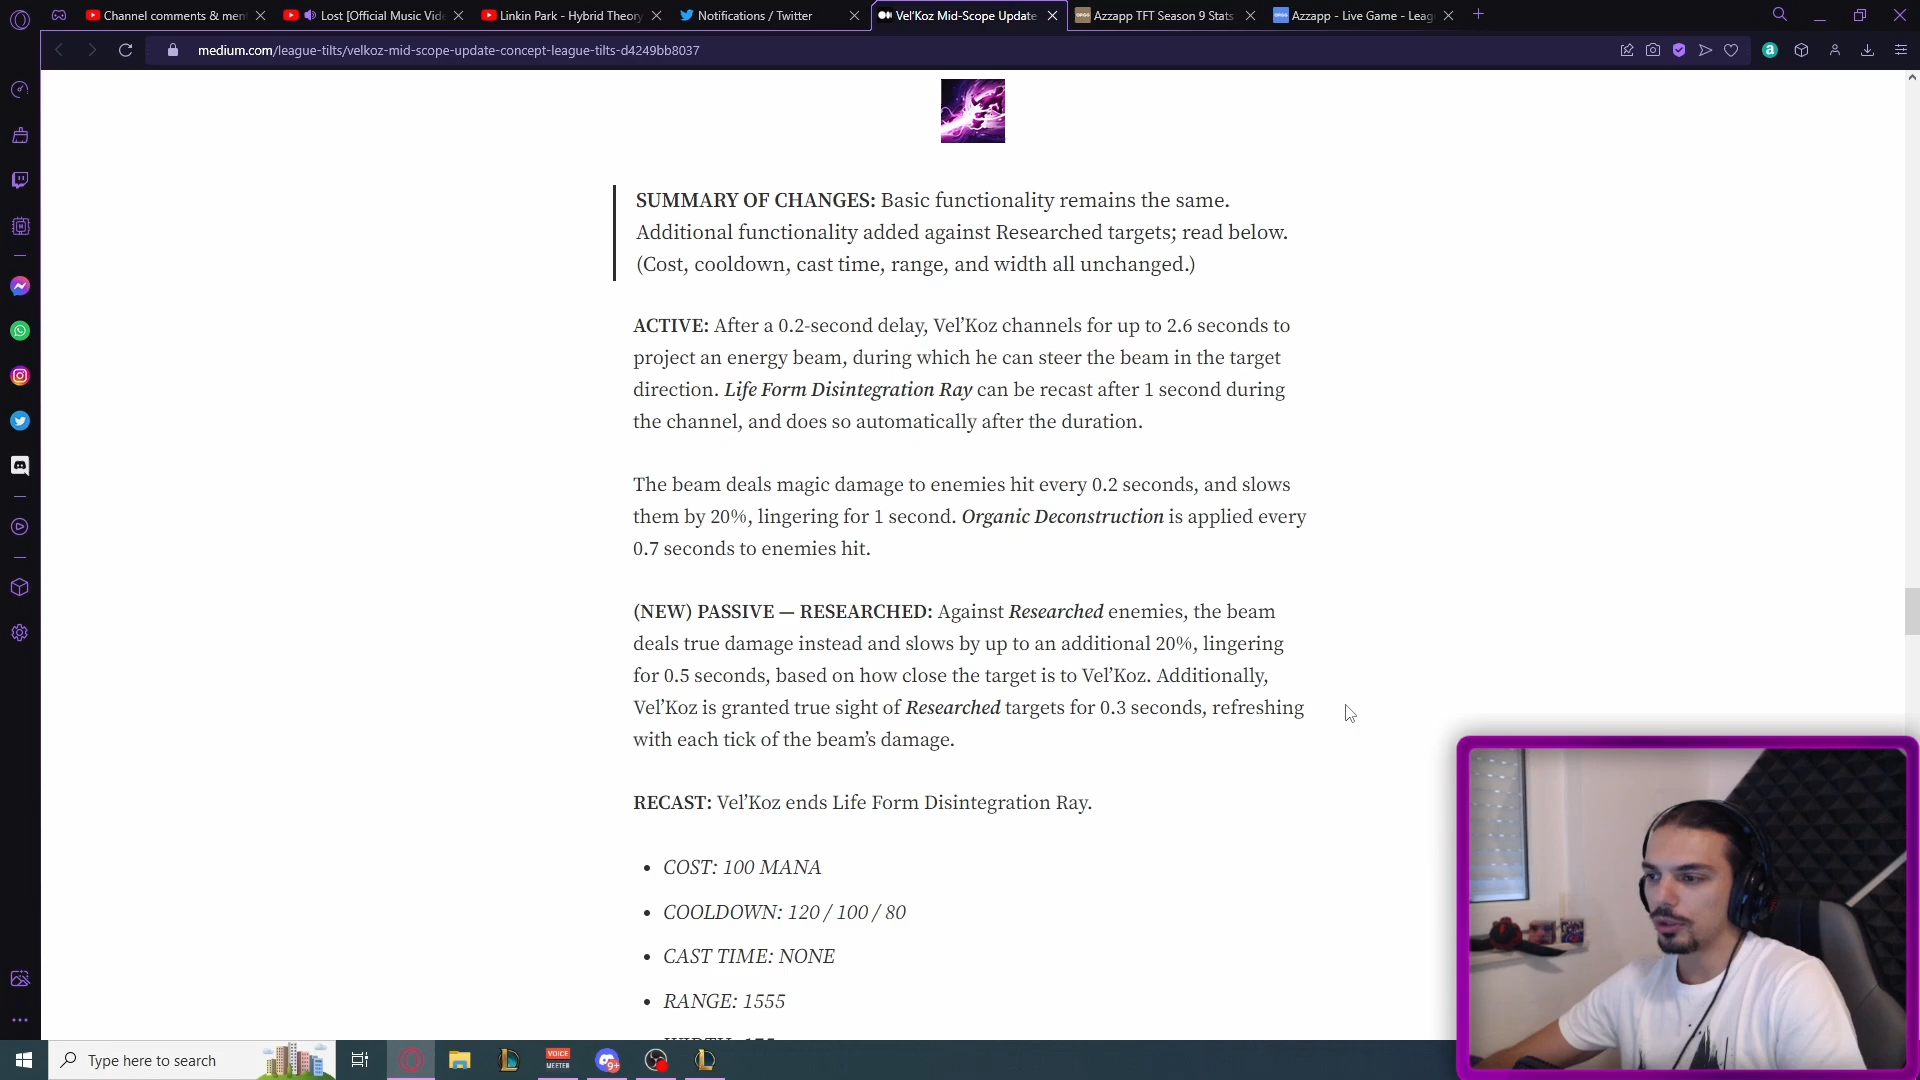 Channel comments & men
Lost [Official Music Vide
Linkin Park - Hybrid Theory
Notifications / Twitter
Vel'Koz Mid-Scope Update
Azzapp TFT Season 9 Stats
Azzapp - Live Game - Leag
medium.com/league-tilts/velkoz-mid-scope-update-concept-league-tilts-d4249bb8037
SUMMARY OF CHANGES: Basic functionality remains the same.
Additional functionality added against Researched targets; read below.
(Cost, cooldown, cast time, range, and width all unchanged.)
ACTIVE: After a 0.2-second delay, Vel’Koz channels for up to 2.6 seconds to
project an energy beam, during which he can steer the beam in the target
direction. Life Form Disintegration Ray can be recast after 1 second during
the channel, and does so automatically after the duration.
The beam deals magic damage to enemies hit every 0.2 seconds, and slows
them by 20%, lingering for 1 second. Organic Deconstruction is applied every
0.7 seconds to enemies hit.
(NEW) PASSIVE — RESEARCHED: Against Researched enemies, the beam
deals true damage instead and slows by up to an additional 20%, lingering
for 0.5 seconds, based on how close the target is to Vel’Koz. Additionally,
Vel’Koz is granted true sight of Researched targets for 0.3 seconds, refreshing
with each tick of the beam’s damage.
RECAST: Vel’Koz ends Life Form Disintegration Ray.
• COST: 100 MANA
• COOLDOWN: 120 / 100 / 80
• CAST TIME: NONE
• RANGE: 1555
Type here to search
VOICE
MEETER
9+